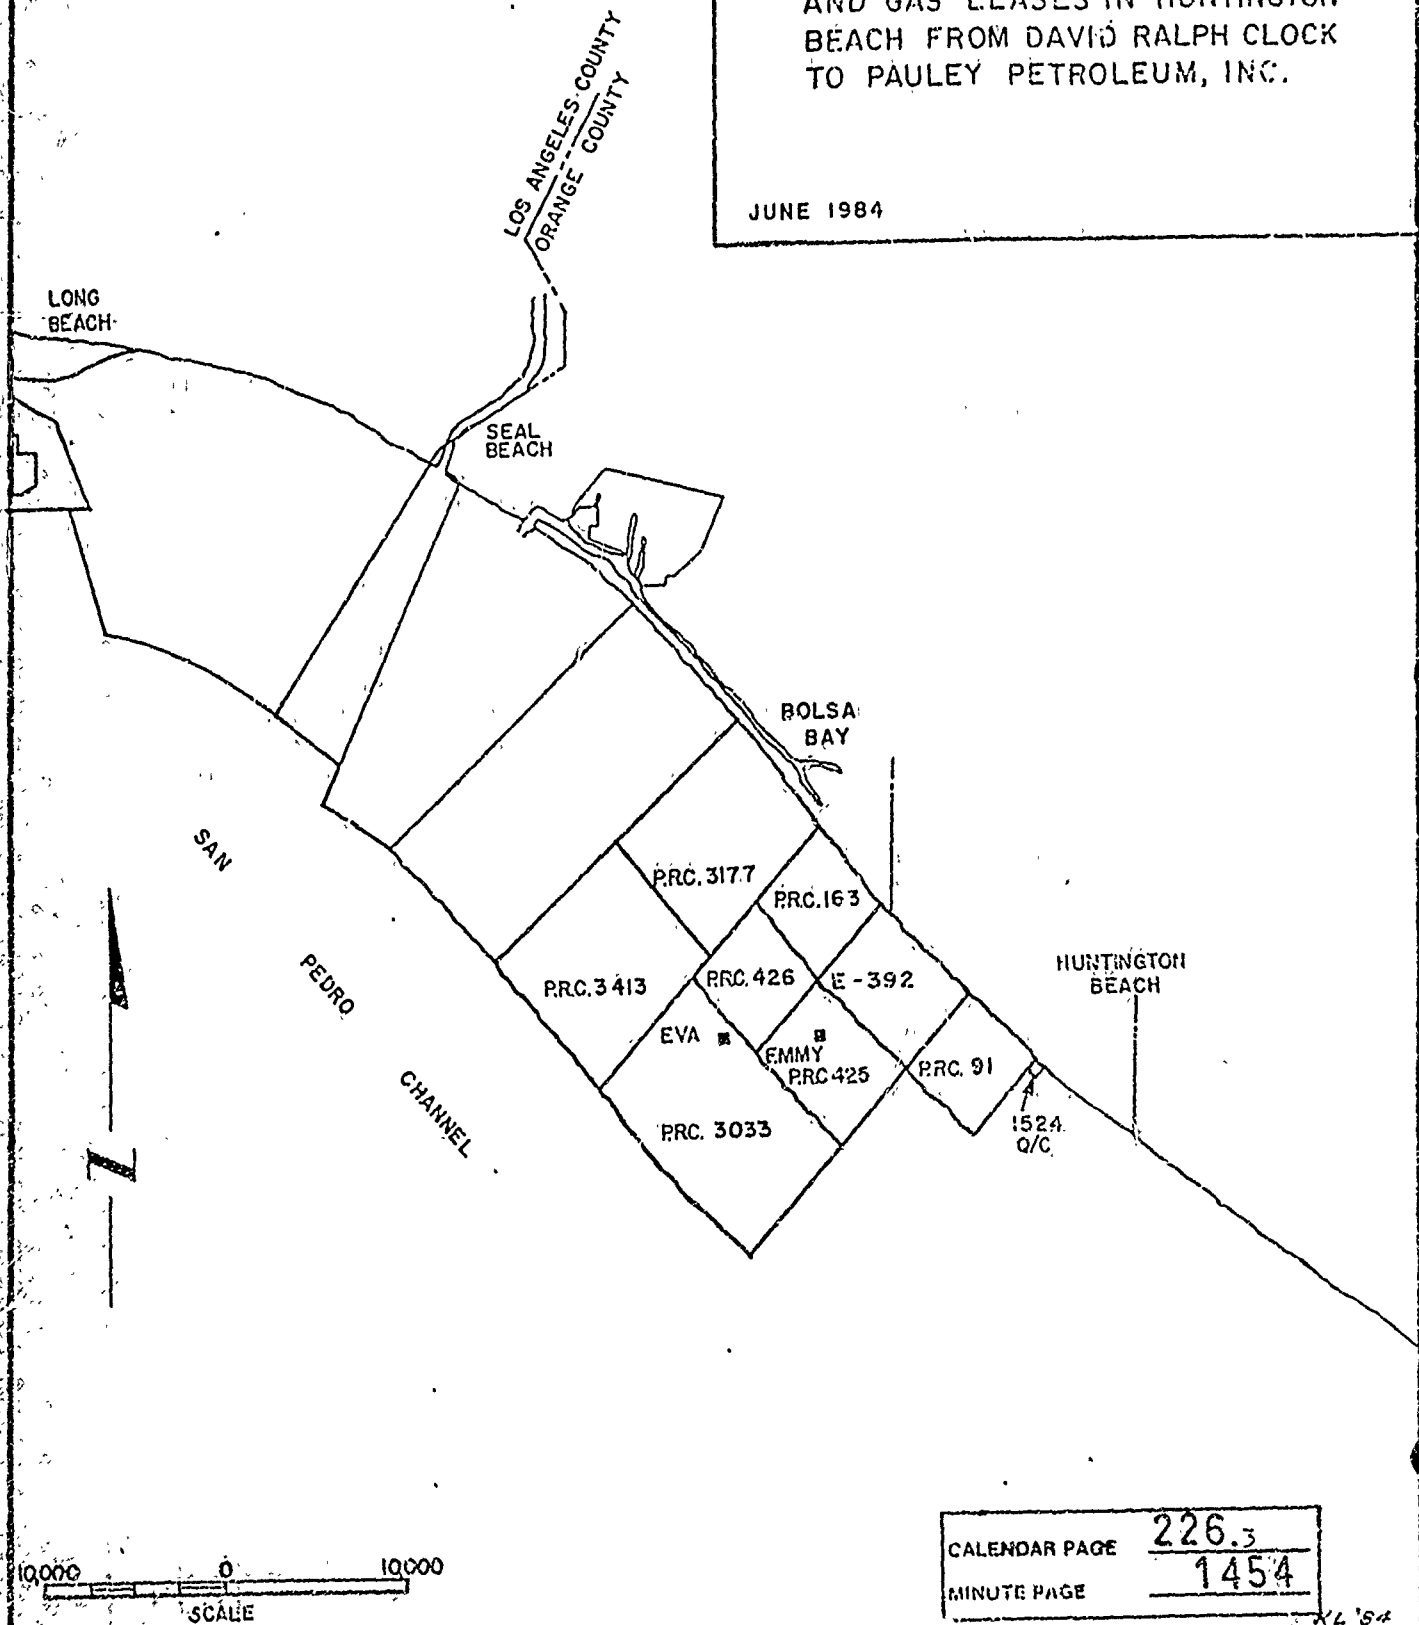 AND GAS LEASES IN HUNTINGTON
BEACH FROM DAVID RALPH CLOCK
TO PAULEY PETROLEUM, INC.
JUNE 1984
LOS ANGELES COUNTY
ORANGE COUNTY
LONG
BEACH
SEAL
BEACH
BOLSA
BAY
SAN
PEDRO
CHANNEL
P.R.C. 3177
P.R.C. 163
P.R.C. 3413
P.R.C. 426
E-392
HUNTINGTON
BEACH
EVA
EMMY
P.R.C. 425
P.R.C. 91
1524
Q/C
P.R.C. 3033
N
10,000 0 10,000
SCALE
CALENDAR PAGE 226.3
MINUTE PAGE 1454
KL '84